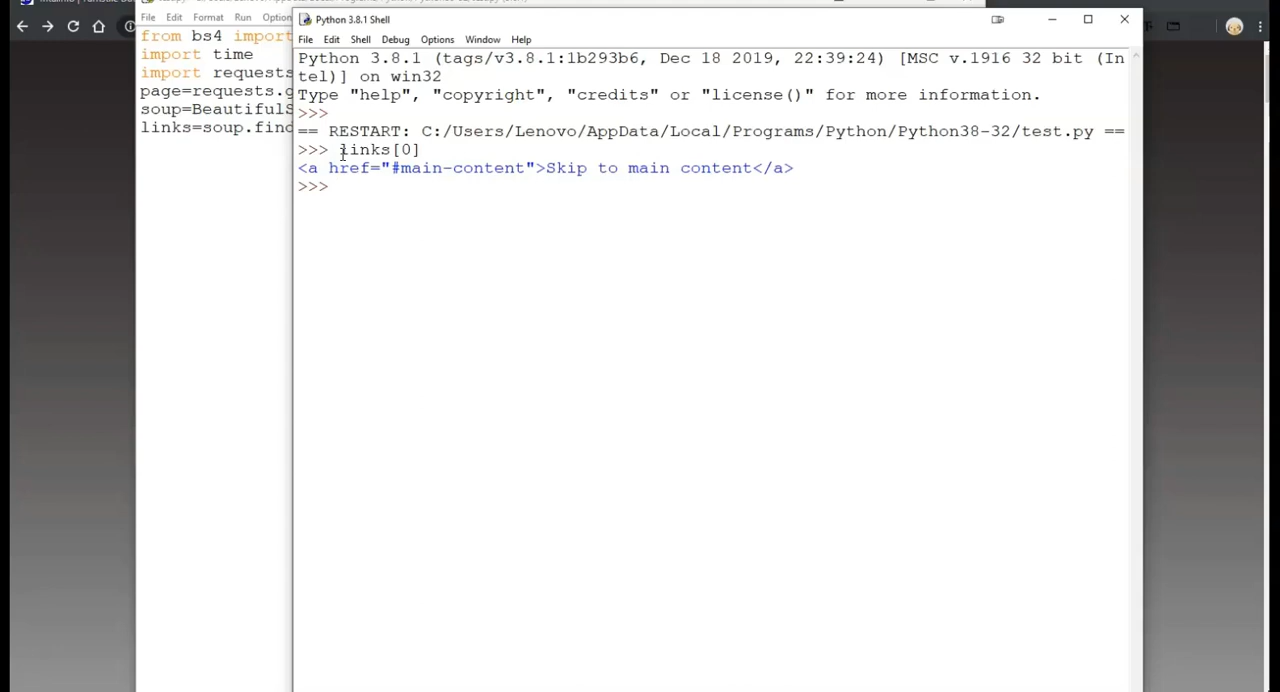 Python 3.8.1 Shell
File Edit Format Run Option
File Edit Shell Debug Options Window Help
from bs4 import
import time
import requests
page=requests.g
soup=BeautifulS
links=soup.find
Python 3.8.1 (tags/v3.8.1:1b293b6, Dec 18 2019, 22:39:24) [MSC v.1916 32 bit (In
tel)] on win32
Type "help", "copyright", "credits" or "license()" for more information.
>>>
== RESTART: C:/Users/Lenovo/AppData/Local/Programs/Python/Python38-32/test.py ==
>>> links[0]
<a href="#main-content">Skip to main content</a>
>>>